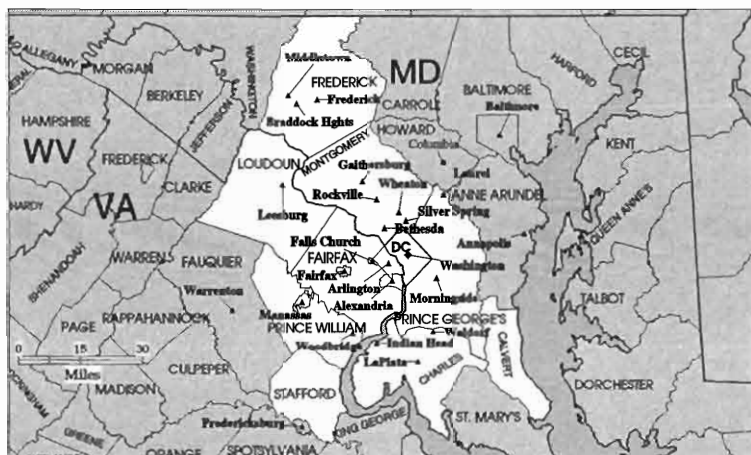 ALLEGANY
MORGAN
WASHINGTON
Middletown
FREDERICK
Frederick
Braddock Hghts
MD
CARROLL
BALTIMORE
Baltimore
HARFORD
CECIL
BERKELEY
JEFFERSON
HAMPSHIRE
WV
FREDERICK
VA
CLARKE
LOUDOUN
MONTGOMERY
HOWARD
Columbia
KENT
Gaithersburg
Wheaton
Laurel
ANNE ARUNDEL
Rockville
Leesburg
Silver Spring
Bethesda
QUEEN ANNE'S
HARDY
SHENANDOAH
WARREN
FAUQUIER
Falls Church
FAIRFAX
Fairfax
DC
Washington
Annapolis
Warrenton
Arlington
Alexandria
Morningside
TALBOT
PAGE
RAPPAHANNOCK
Manassas
PRINCE WILLIAM
PRINCE GEORGE'S
Waldorf
CALVERT
0 15 30
Miles
Woodbridge
Indian Head
LaPlata
CHARLES
CULPEPER
MADISON
STAFFORD
DORCHESTER
ST. MARY'S
Fredericksburg
KING GEORGE
GREENE
ORANGE
SPOTSYLVANIA